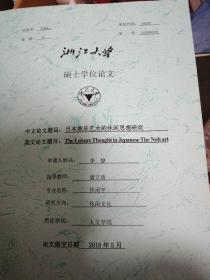 浙江大学
硕士学位论文
中文论文题目：日本能乐艺术的休闲思想研究
英文论文题目：The Leisure Thought in Japanese The Noh art
申请人姓名：
指导教师：
专业名称：休闲学
研究方向：休闲文化
所在学院：人文学院
论文提交日期 2018年5月